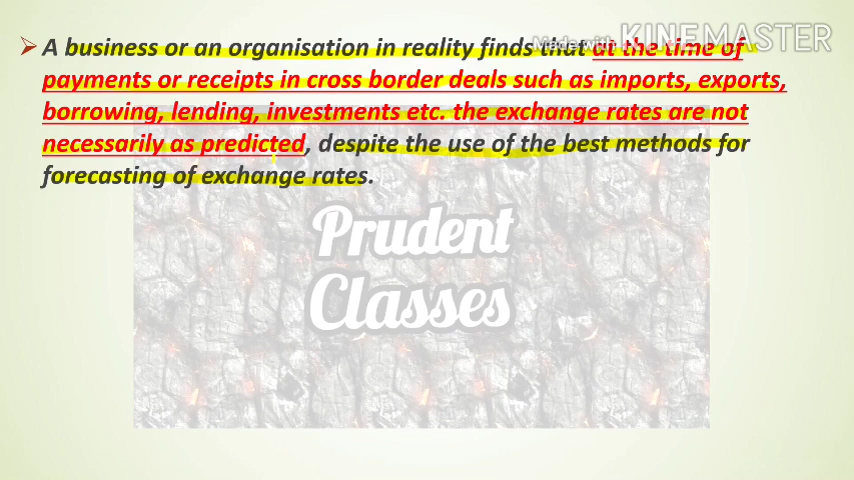 A business or an organisation in reality finds that at the time of
payments or receipts in cross border deals such as imports, exports,
borrowing, lending, investments etc. the exchange rates are not
necessarily as predicted, despite the use of the best methods for
forecasting of exchange rates.
Made with KINEMASTER
Prudent
Classes